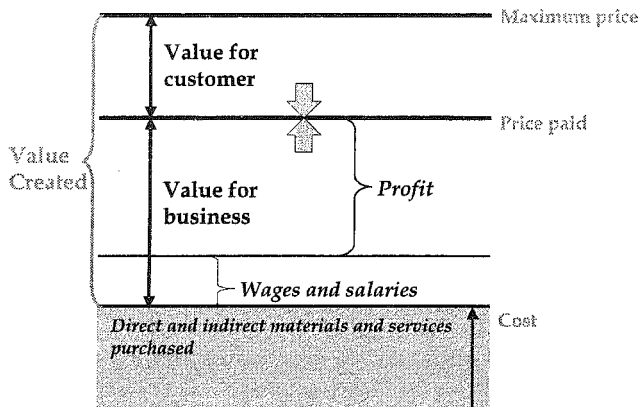 Maximum price
Value for
customer
Price paid
Value
Created
Value for
business
Profit
Wages and salaries
Direct and indirect materials and services
purchased
Cost